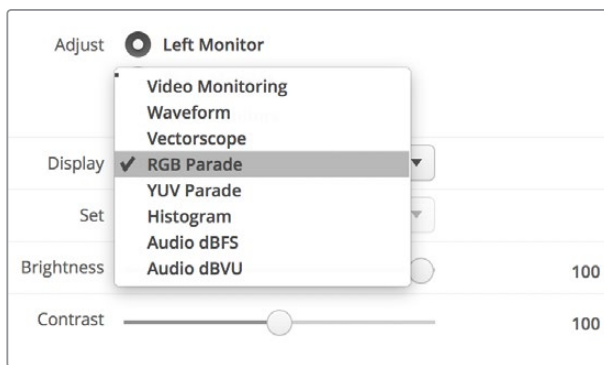 Adjust Left Monitor
Video Monitoring
Waveform
Vectorscope
Display ✓ RGB Parade
YUV Parade
Set Histogram
Audio dBFS
Brightness Audio dBVU 100
Contrast 100